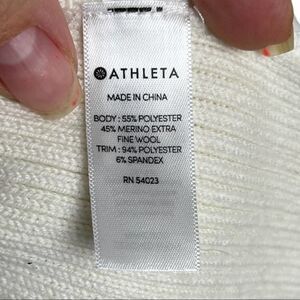 ATHLETA
MADE IN CHINA
BODY : 55% POLYESTER
45% MERINO EXTRA
FINE WOOL
TRIM : 94% POLYESTER
6% SPANDEX
RN 54023